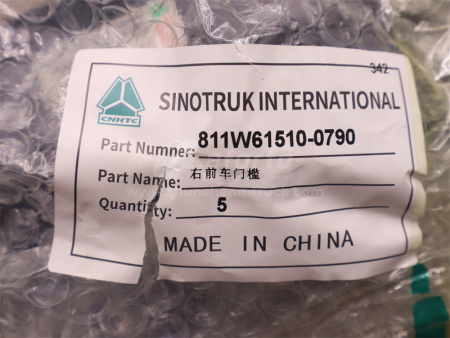 342
SINOTRUK INTERNATIONAL
CNHTC
Part Numner: 811W61510-0790
Part Name: 右前车门槛
Quantity: 5
MADE IN CHINA